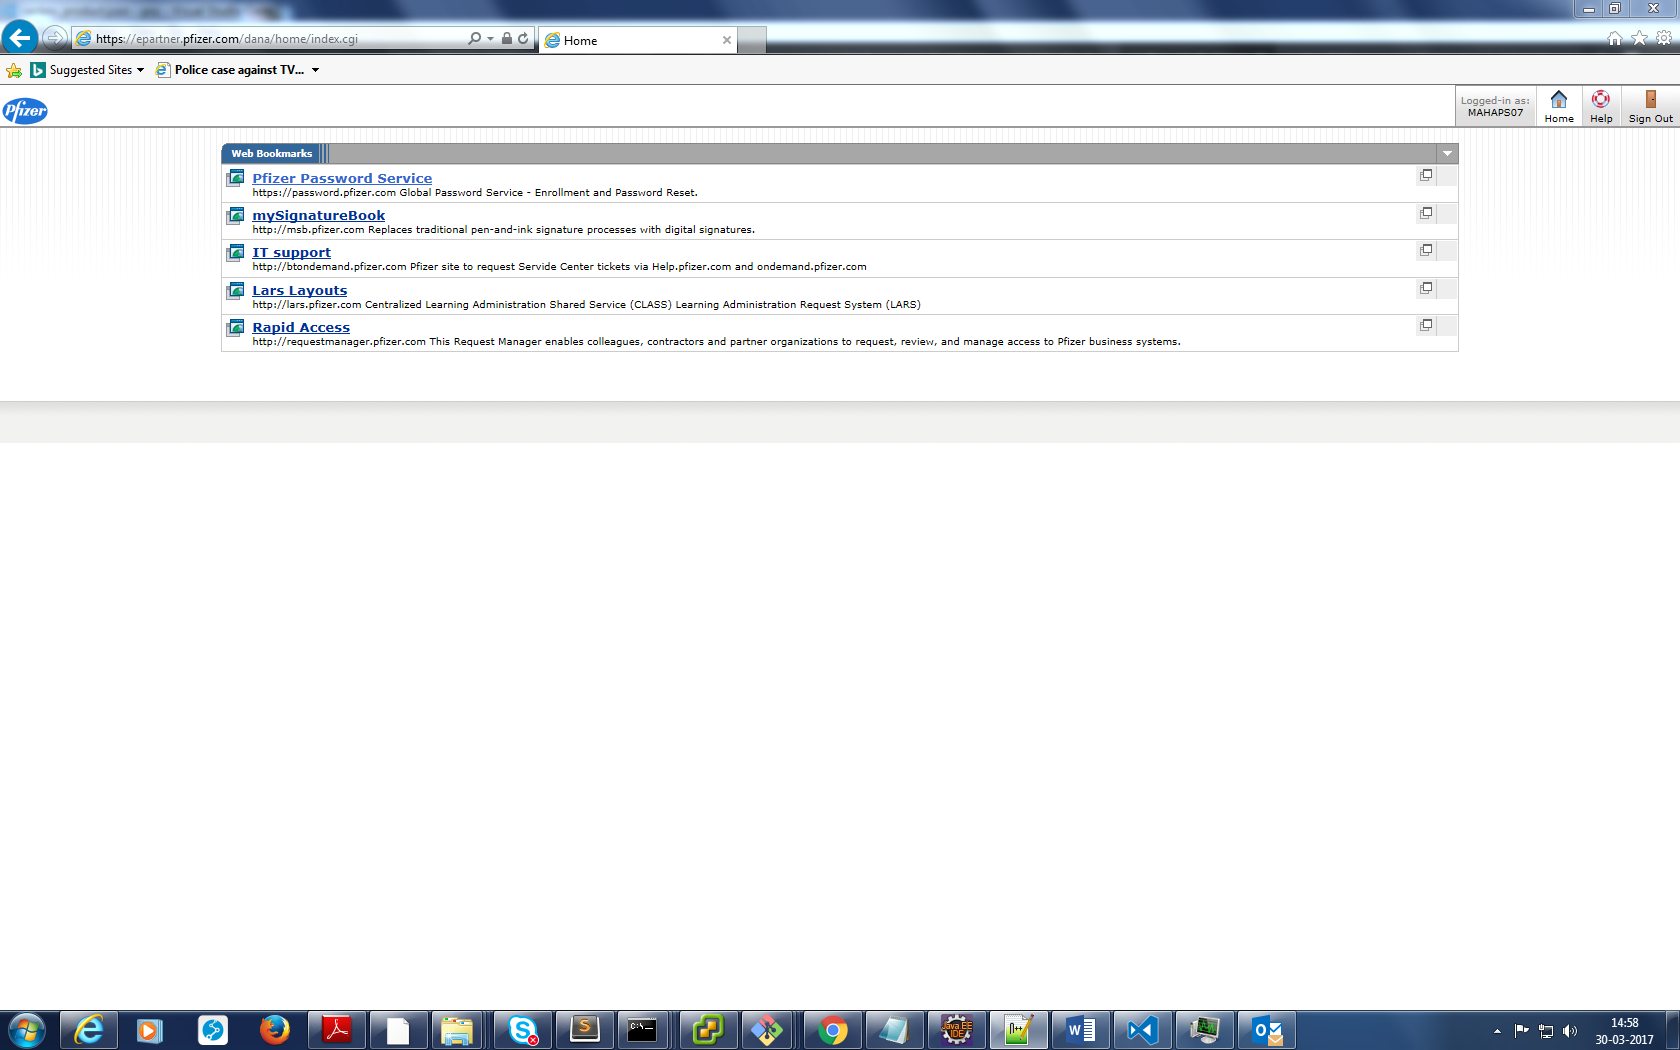 https://epartner.pfizer.com/dana/home/index.cgi
Home
Suggested Sites
Police case against TV...
Pfizer
Logged-in as:
MAHAPS07
Home
Help
Sign Out
Web Bookmarks
Pfizer Password Service
https://password.pfizer.com Global Password Service - Enrollment and Password Reset.
mySignatureBook
http://msb.pfizer.com Replaces traditional pen-and-ink signature processes with digital signatures.
IT support
http://btondemand.pfizer.com Pfizer site to request Servide Center tickets via Help.pfizer.com and ondemand.pfizer.com
Lars Layouts
http://lars.pfizer.com Centralized Learning Administration Shared Service (CLASS) Learning Administration Request System (LARS)
Rapid Access
http://requestmanager.pfizer.com This Request Manager enables colleagues, contractors and partner organizations to request, review, and manage access to Pfizer business systems.
Java EE
IDE
14:58
30-03-2017